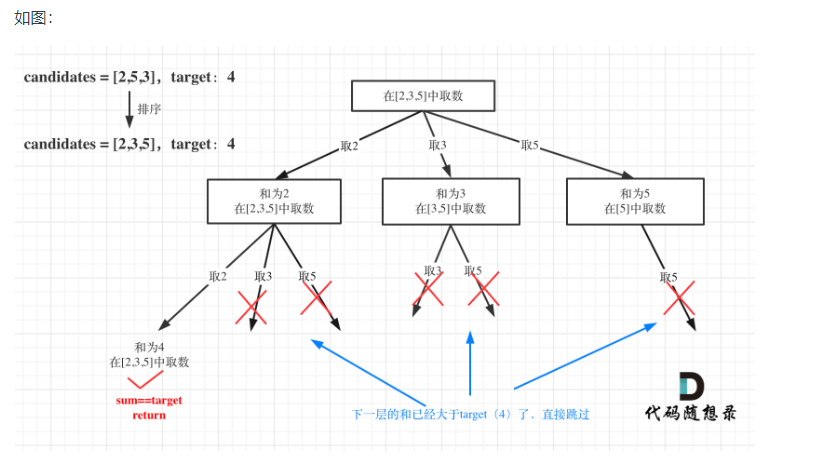 如图：
candidates = [2,5,3]，target：4
排序
candidates = [2,3,5]，target：4
在[2,3,5]中取数
取2
取3
取5
和为2
在[2,3,5]中取数
和为3
在[3,5]中取数
和为5
在[5]中取数
取2
取3
取5
取3
取5
取5
和为4
在[2,3,5]中取数
sum==target
return
下一层的和已经大于target（4）了，直接跳过
代码随想录